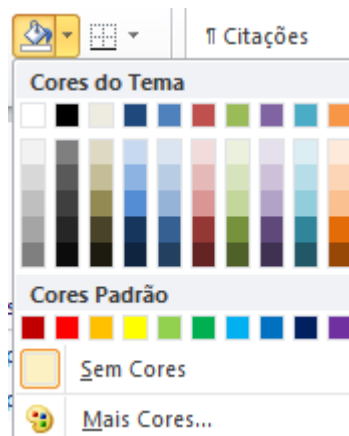 ¶ Citações
Cores do Tema
Cores Padrão
Sem Cores
Mais Cores...